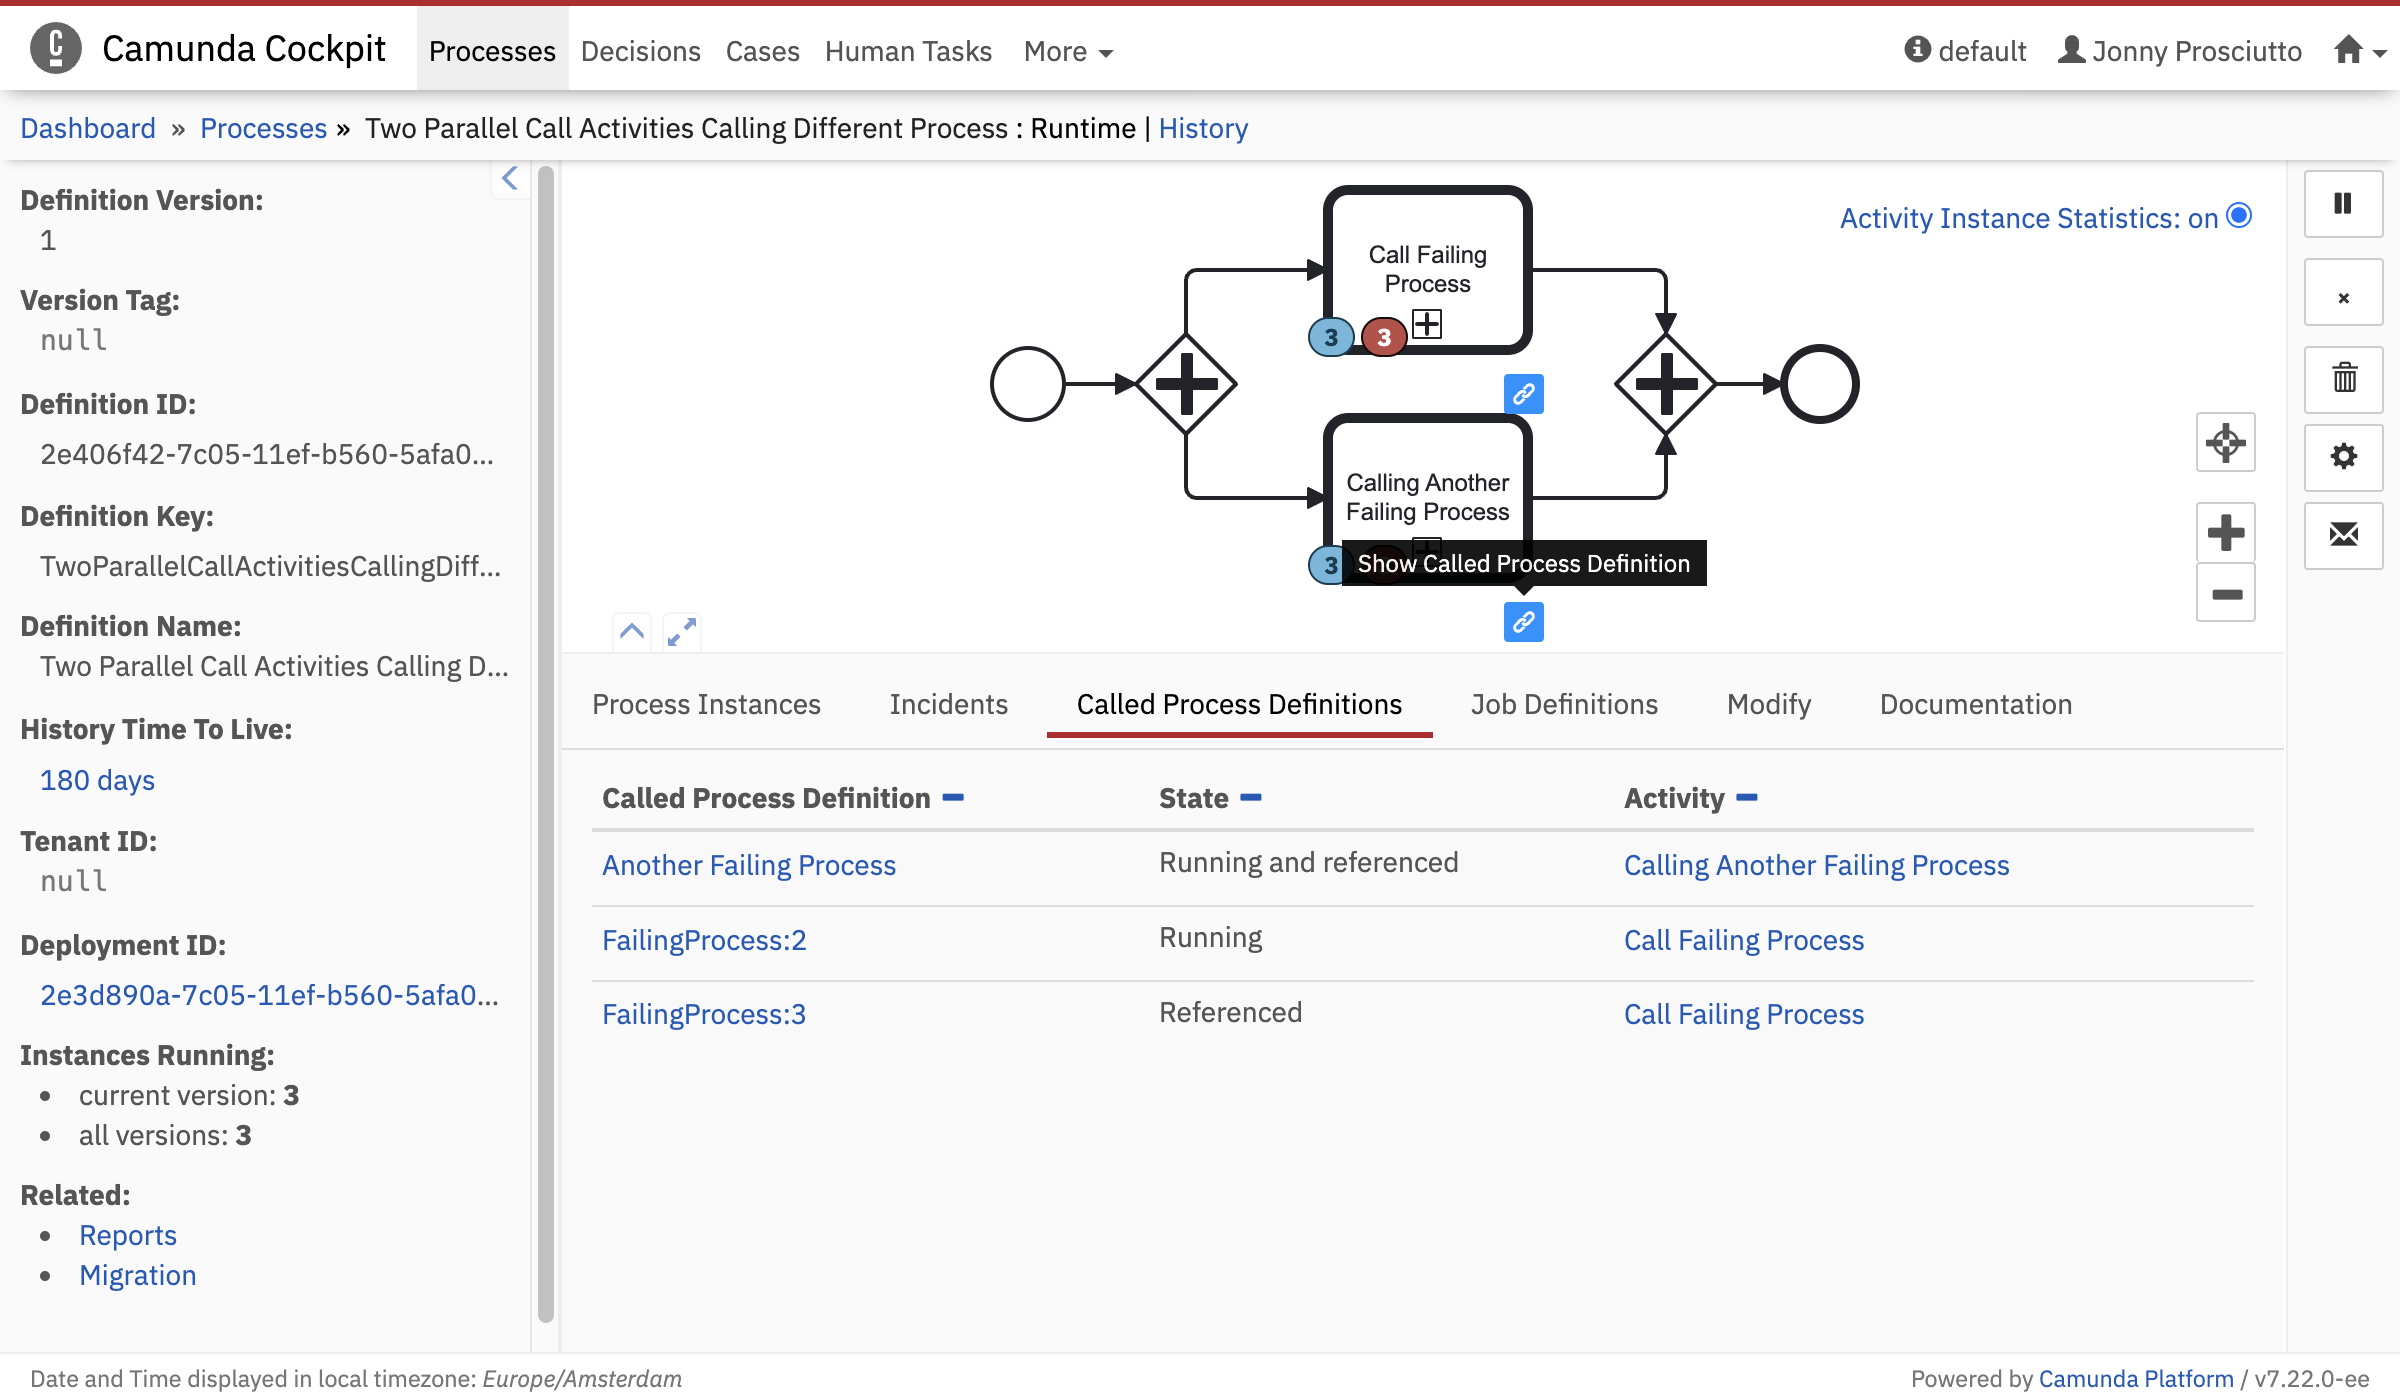 Camunda Cockpit
Processes
Decisions
Cases
Human Tasks
More
default
Jonny Prosciutto
Dashboard » Processes » Two Parallel Call Activities Calling Different Process : Runtime | History
Definition Version:
1
Version Tag:
null
Definition ID:
2e406f42-7c05-11ef-b560-5afa0...
Definition Key:
TwoParallelCallActivitiesCallingDiff...
Definition Name:
Two Parallel Call Activities Calling D...
History Time To Live:
180 days
Tenant ID:
null
Deployment ID:
2e3d890a-7c05-11ef-b560-5afa0...
Instances Running:
current version: 3
all versions: 3
Related:
Reports
Migration
Activity Instance Statistics: on
Call Failing
Process
3
3
Calling Another
Failing Process
3
Show Called Process Definition
Process Instances
Incidents
Called Process Definitions
Job Definitions
Modify
Documentation
Called Process Definition
State
Activity
Another Failing Process
Running and referenced
Calling Another Failing Process
FailingProcess:2
Running
Call Failing Process
FailingProcess:3
Referenced
Call Failing Process
Date and Time displayed in local timezone: Europe/Amsterdam
Powered by Camunda Platform / v7.22.0-ee